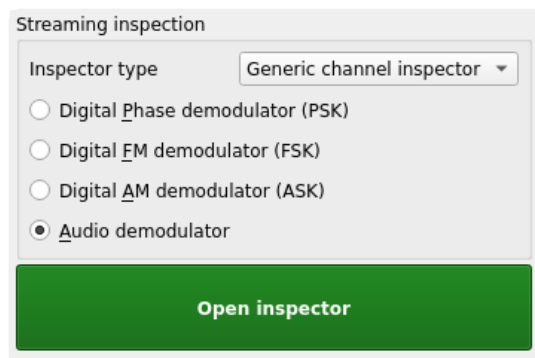 Streaming inspection
Inspector type Generic channel inspector
Digital Phase demodulator (PSK)
Digital FM demodulator (FSK)
Digital AM demodulator (ASK)
Audio demodulator
Open inspector